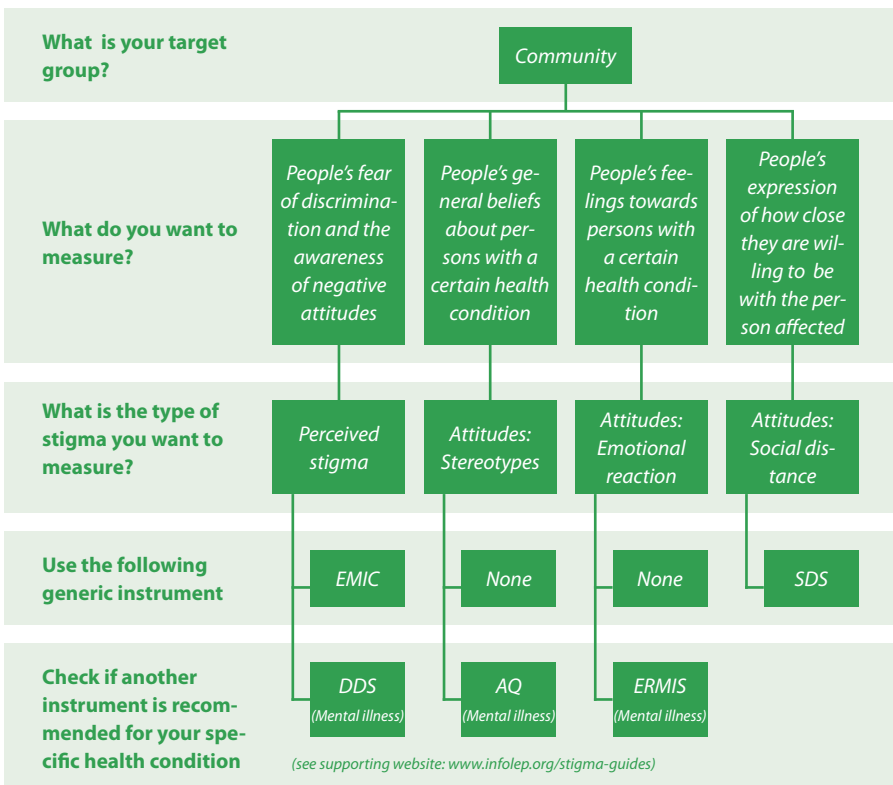 What is your target
group?
Community
What do you want to
measure?
People's fear
of discrimina-
tion and the
awareness
of negative
attitudes
People's ge-
neral beliefs
about per-
sons with a
certain health
condition
People's fee-
lings towards
persons with
a certain
health condi-
tion
People's
expression
of how close
they are wil-
ling to be
with the per-
son affected
What is the type of
stigma you want to
measure?
Perceived
stigma
Attitudes:
Stereotypes
Attitudes:
Emotional
reaction
Attitudes:
Social dis-
tance
Use the following
generic instrument
EMIC
None
None
SDS
Check if another
instrument is recom-
mended for your spe-
cific health condition
DDS
(Mental illness)
AQ
(Mental illness)
ERMIS
(Mental illness)
(see supporting website: www.infolep.org/stigma-guides)